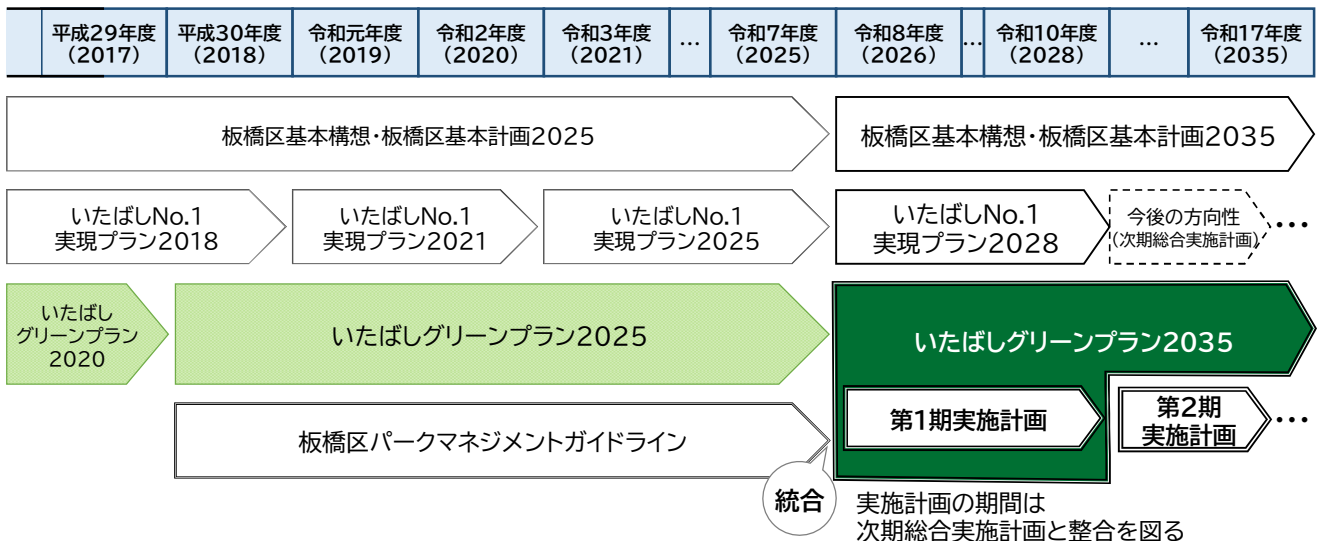 平成29年度 平成30年度 令和元年度 令和2年度 令和3年度 … 令和7年度 令和8年度 … 令和10年度 … 令和17年度
(2017) (2018) (2019) (2020) (2021) (2025) (2026) (2028) (2035)
板橋区基本構想・板橋区基本計画2025
板橋区基本構想・板橋区基本計画2035
いたばしNo.1
実現プラン2018
いたばしNo.1
実現プラン2021
いたばしNo.1
実現プラン2025
いたばしNo.1
実現プラン2028
今後の方向性
(次期総合実施計画)
…
いたばし
グリーンプラン
2020
いたばしグリーンプラン2025
いたばしグリーンプラン2035
板橋区パークマネジメントガイドライン
第1期実施計画
第2期
実施計画
…
統合
実施計画の期間は
次期総合実施計画と整合を図る